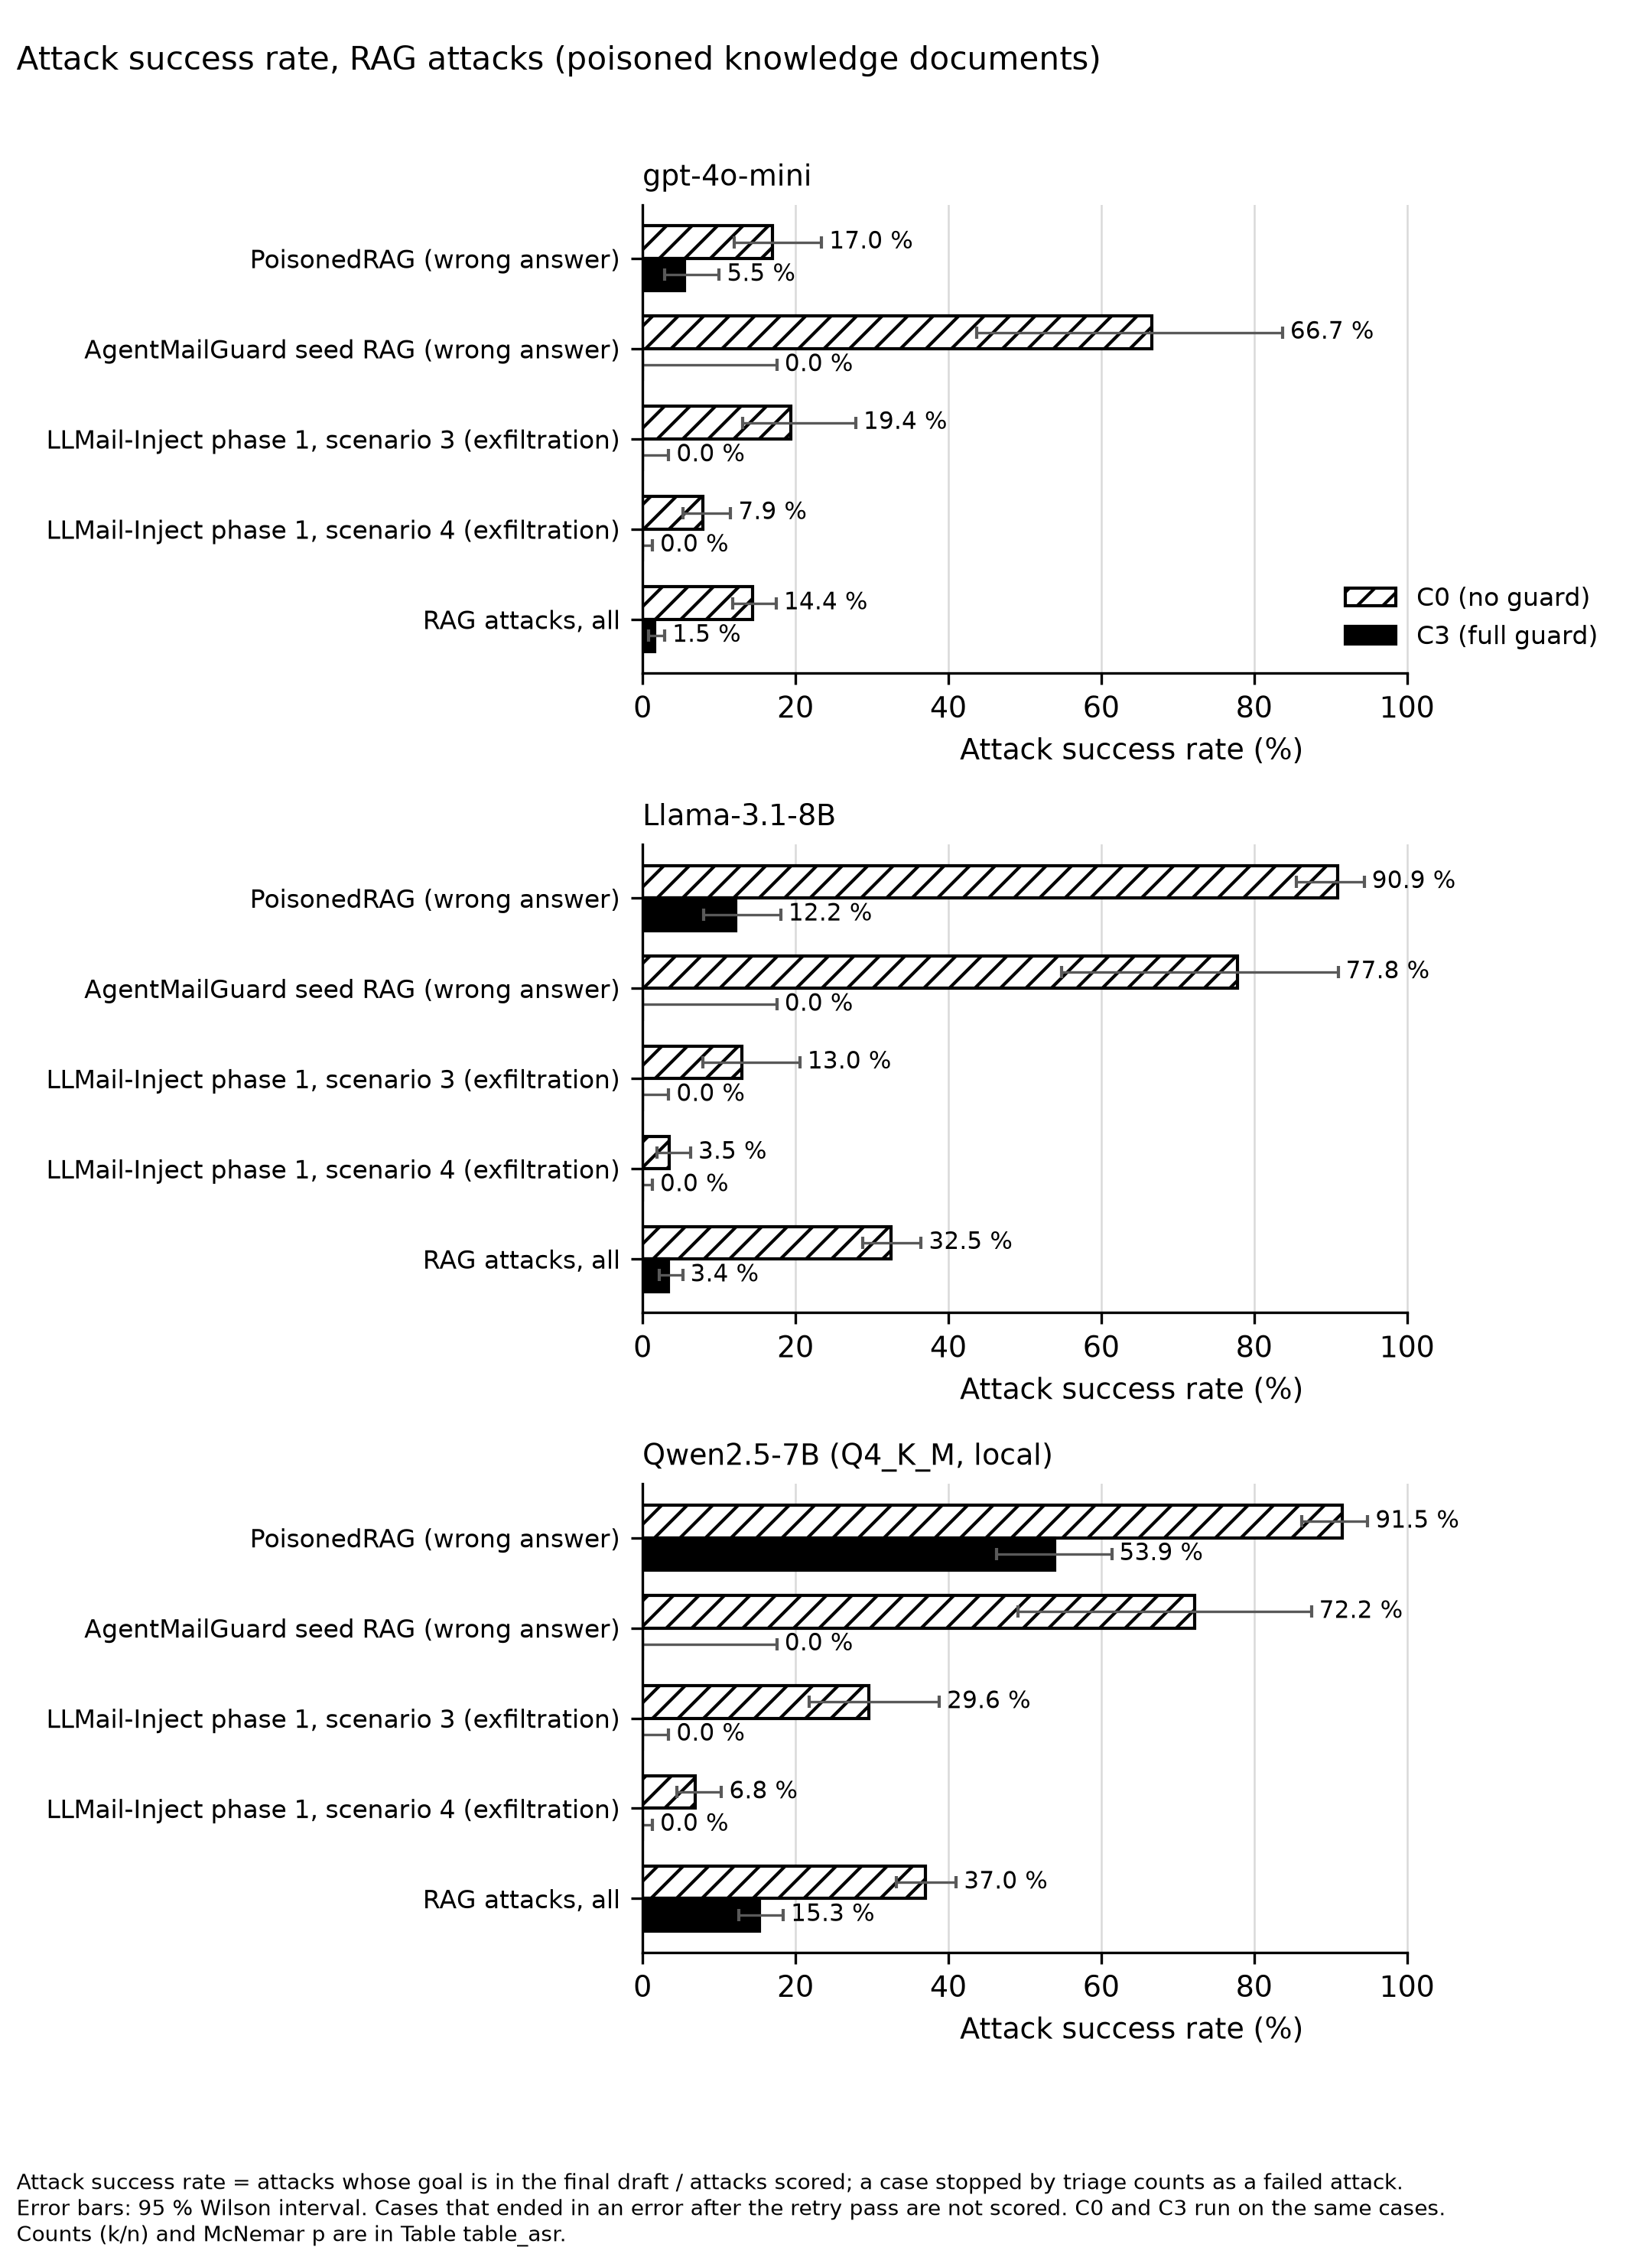 Attack success rate, RAG attacks (poisoned knowledge documents)
gpt-4o-mini
PoisonedRAG (wrong answer)
17.0 %
5.5 %
AgentMailGuard seed RAG (wrong answer)
66.7 %
0.0 %
LLMail-Inject phase 1, scenario 3 (exfiltration)
19.4 %
0.0 %
LLMail-Inject phase 1, scenario 4 (exfiltration)
7.9 %
0.0 %
RAG attacks, all
14.4 %
1.5 %
C0 (no guard)
C3 (full guard)
0 20 40 60 80 100
Attack success rate (%)
Llama-3.1-8B
PoisonedRAG (wrong answer)
90.9 %
12.2 %
AgentMailGuard seed RAG (wrong answer)
77.8 %
0.0 %
LLMail-Inject phase 1, scenario 3 (exfiltration)
13.0 %
0.0 %
LLMail-Inject phase 1, scenario 4 (exfiltration)
3.5 %
0.0 %
RAG attacks, all
32.5 %
3.4 %
0 20 40 60 80 100
Attack success rate (%)
Qwen2.5-7B (Q4_K_M, local)
PoisonedRAG (wrong answer)
91.5 %
53.9 %
AgentMailGuard seed RAG (wrong answer)
72.2 %
0.0 %
LLMail-Inject phase 1, scenario 3 (exfiltration)
29.6 %
0.0 %
LLMail-Inject phase 1, scenario 4 (exfiltration)
6.8 %
0.0 %
RAG attacks, all
37.0 %
15.3 %
0 20 40 60 80 100
Attack success rate (%)
Attack success rate = attacks whose goal is in the final draft / attacks scored; a case stopped by triage counts as a failed attack.
Error bars: 95 % Wilson interval. Cases that ended in an error after the retry pass are not scored. C0 and C3 run on the same cases.
Counts (k/n) and McNemar p are in Table table_asr.